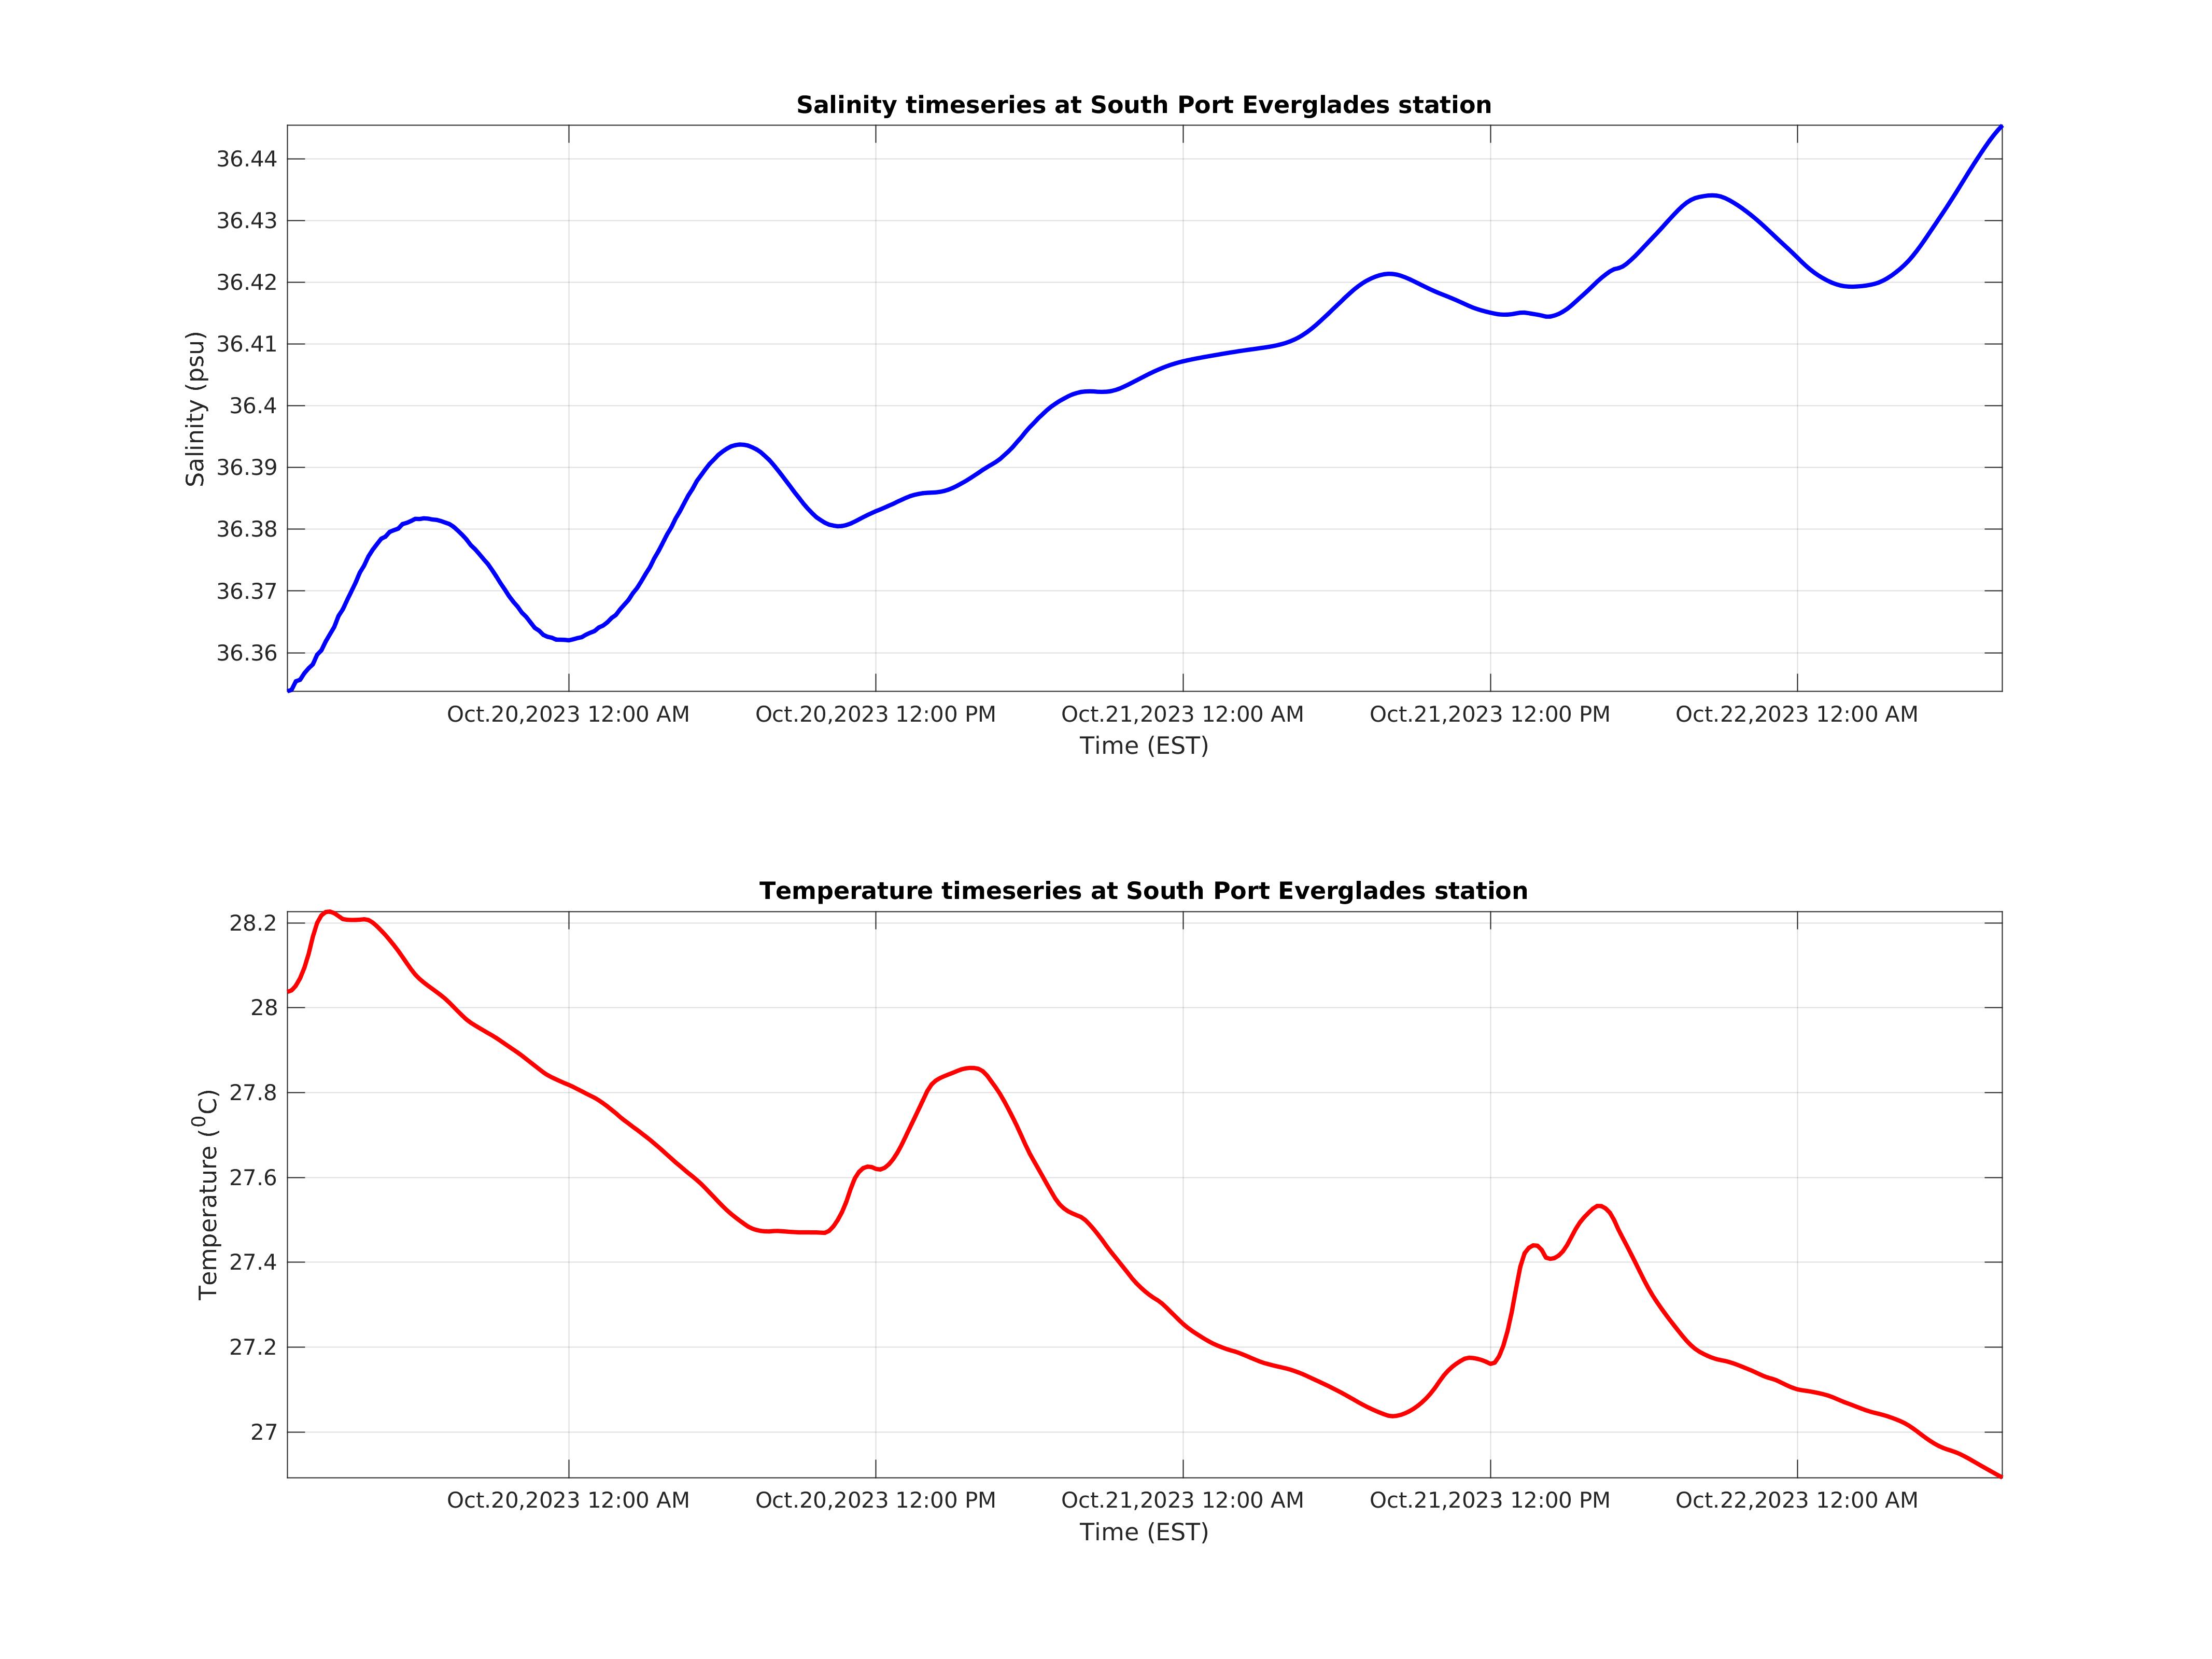 Salinity timeseries at South Port Everglades station
36.44
36.43
36.42
36.41
36.4
36.39
36.38
36.37
36.36
Salinity (psu)
Oct.20,2023 12:00 AM Oct.20,2023 12:00 PM Oct.21,2023 12:00 AM Oct.21,2023 12:00 PM Oct.22,2023 12:00 AM
Time (EST)
Temperature timeseries at South Port Everglades station
28.2
28
27.8
27.6
27.4
27.2
27
Temperature (⁰C)
Oct.20,2023 12:00 AM Oct.20,2023 12:00 PM Oct.21,2023 12:00 AM Oct.21,2023 12:00 PM Oct.22,2023 12:00 AM
Time (EST)